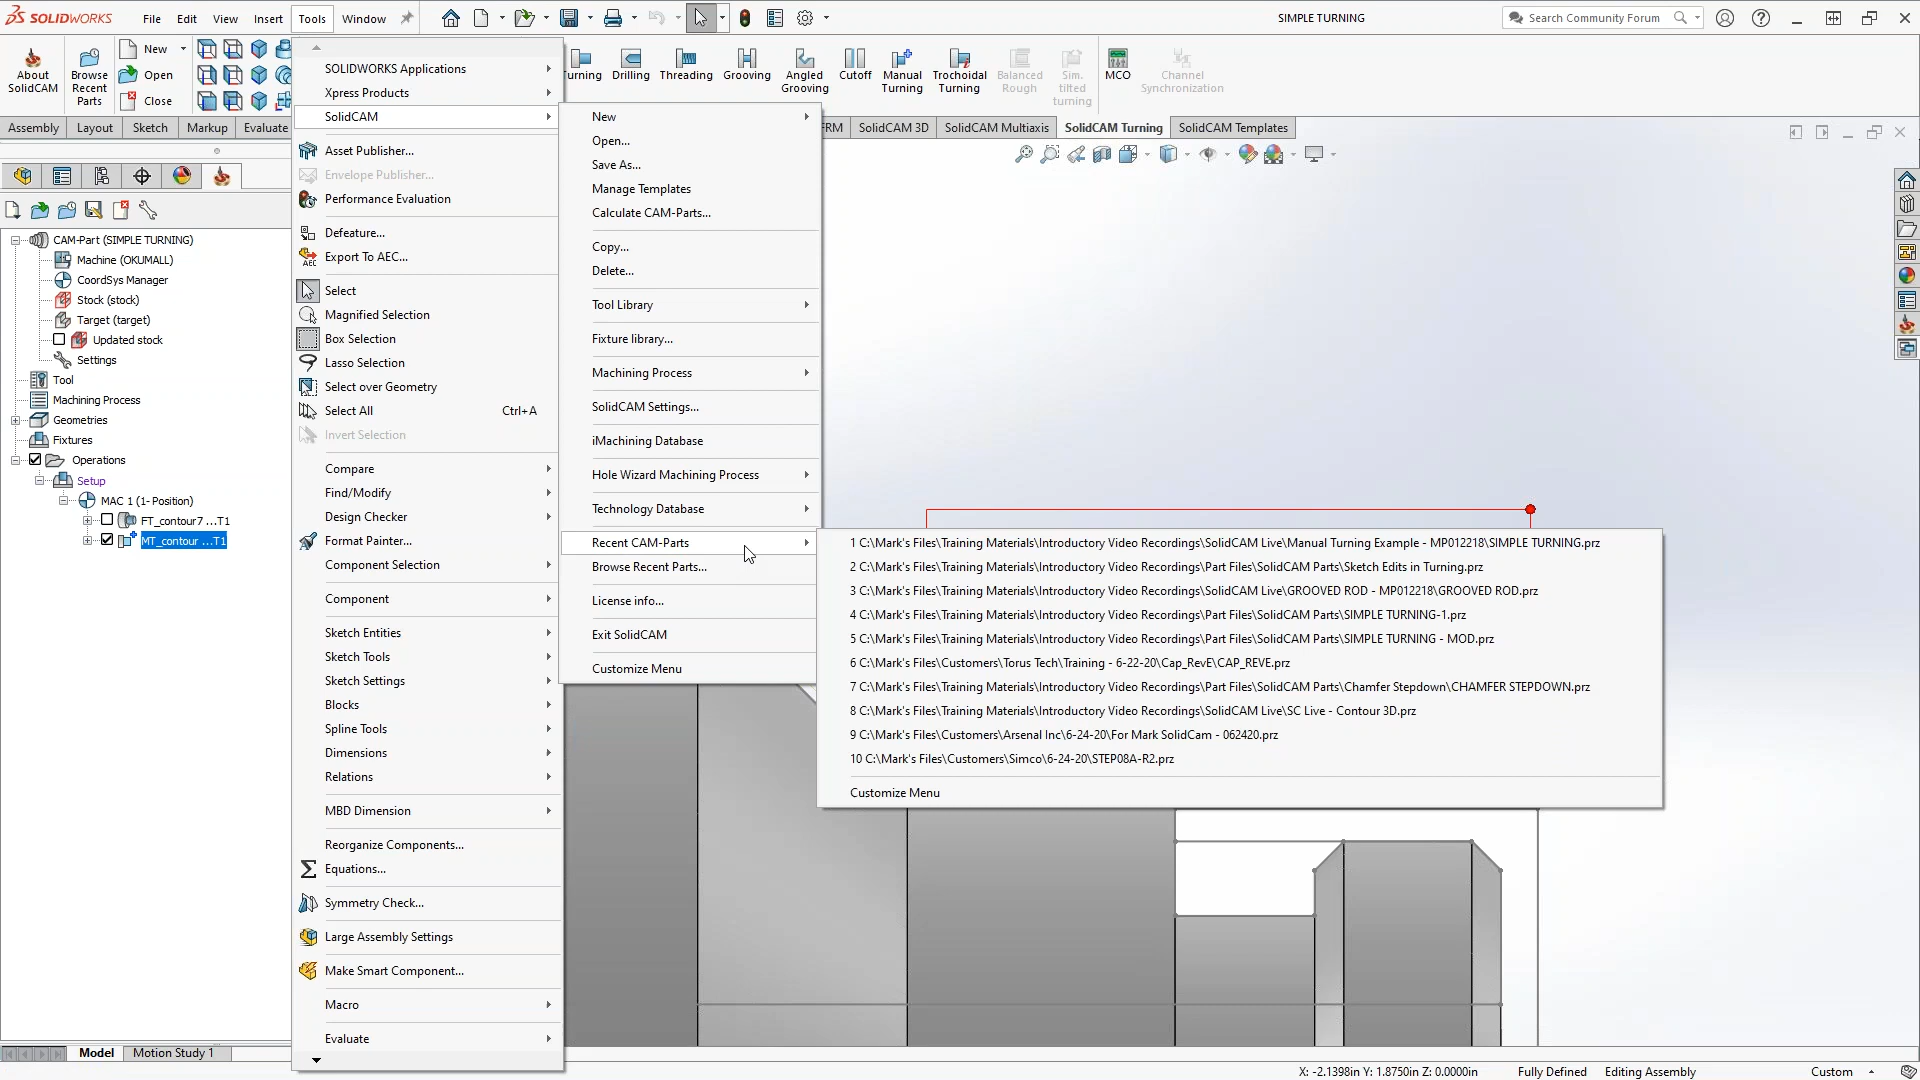 SOLIDWORKS
File Edit View Insert Tools Window
SIMPLE TURNING
Search Community Forum
About SolidCAM
Browse Recent Parts
New
Open
Close
Turning
Drilling
Threading
Grooving
Angled Grooving
Cutoff
Manual Turning
Trochoidal Turning
Balanced Rough
Sim. tilted turning
MCO
Channel Synchronization
Assembly Layout Sketch Markup Evaluate
SolidCAM 3D SolidCAM Multiaxis SolidCAM Turning SolidCAM Templates
CAM-Part (SIMPLE TURNING)
Machine (OKUMALL)
CoordSys Manager
Stock (stock)
Target (target)
Updated stock
Settings
Tool
Machining Process
Geometries
Fixtures
Operations
Setup
MAC 1 (1- Position)
FT_contour7 ...T1
MT_contour ...T1
SOLIDWORKS Applications
Xpress Products
SolidCAM
Asset Publisher...
Envelope Publisher...
Performance Evaluation
Defeature...
Export To AEC...
Select
Magnified Selection
Box Selection
Lasso Selection
Select over Geometry
Select All Ctrl+A
Invert Selection
Compare
Find/Modify
Design Checker
Format Painter...
Component Selection
Component
Sketch Entities
Sketch Tools
Sketch Settings
Blocks
Spline Tools
Dimensions
Relations
MBD Dimension
Reorganize Components...
Equations...
Symmetry Check...
Large Assembly Settings
Make Smart Component...
Macro
Evaluate
New
Open...
Save As...
Manage Templates
Calculate CAM-Parts...
Copy...
Delete...
Tool Library
Fixture library...
Machining Process
SolidCAM Settings...
iMachining Database
Hole Wizard Machining Process
Technology Database
Recent CAM-Parts
Browse Recent Parts...
License info...
Exit SolidCAM
Customize Menu
1 C:\Mark's Files\Training Materials\Introductory Video Recordings\SolidCAM Live\Manual Turning Example - MP012218\SIMPLE TURNING.prz
2 C:\Mark's Files\Training Materials\Introductory Video Recordings\Part Files\SolidCAM Parts\Sketch Edits in Turning.prz
3 C:\Mark's Files\Training Materials\Introductory Video Recordings\SolidCAM Live\GROOVED ROD - MP012218\GROOVED ROD.prz
4 C:\Mark's Files\Training Materials\Introductory Video Recordings\Part Files\SolidCAM Parts\SIMPLE TURNING-1.prz
5 C:\Mark's Files\Training Materials\Introductory Video Recordings\Part Files\SolidCAM Parts\SIMPLE TURNING - MOD.prz
6 C:\Mark's Files\Customers\Torus Tech\Training - 6-22-20\Cap_RevE\CAP_REVE.prz
7 C:\Mark's Files\Training Materials\Introductory Video Recordings\Part Files\SolidCAM Parts\Chamfer Stepdown\CHAMFER STEPDOWN.prz
8 C:\Mark's Files\Training Materials\Introductory Video Recordings\SolidCAM Live\SC Live - Contour 3D.prz
9 C:\Mark's Files\Customers\Arsenal Inc\6-24-20\For Mark SolidCam - 062420.prz
10 C:\Mark's Files\Customers\Simco\6-24-20\STEP08A-R2.prz
Customize Menu
Model Motion Study 1
X: -2.1398in Y: 1.8750in Z: 0.0000in Fully Defined Editing Assembly Custom